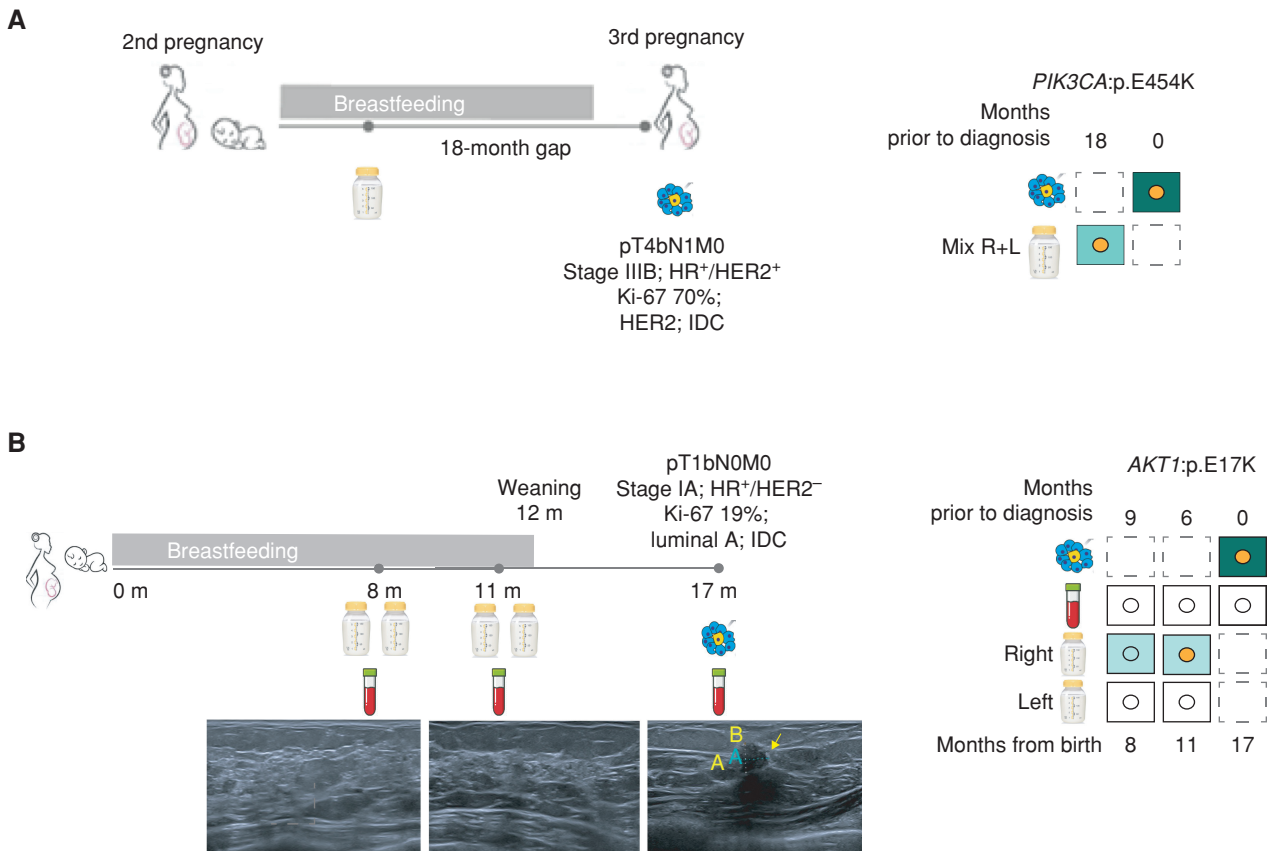 A
2nd pregnancy
3rd pregnancy
Breastfeeding
18-month gap
pT4bN1M0
Stage IIIB; HR⁺/HER2⁺
Ki-67 70%;
HER2; IDC
PIK3CA:p.E454K
Months
prior to diagnosis
18 0
Mix R+L
B
Breastfeeding
Weaning
12 m
pT1bN0M0
Stage IA; HR⁺/HER2⁻
Ki-67 19%;
luminal A; IDC
0 m 8 m 11 m 17 m
B
A A
AKT1:p.E17K
Months
prior to diagnosis
9 6 0
Right
Left
Months from birth 8 11 17